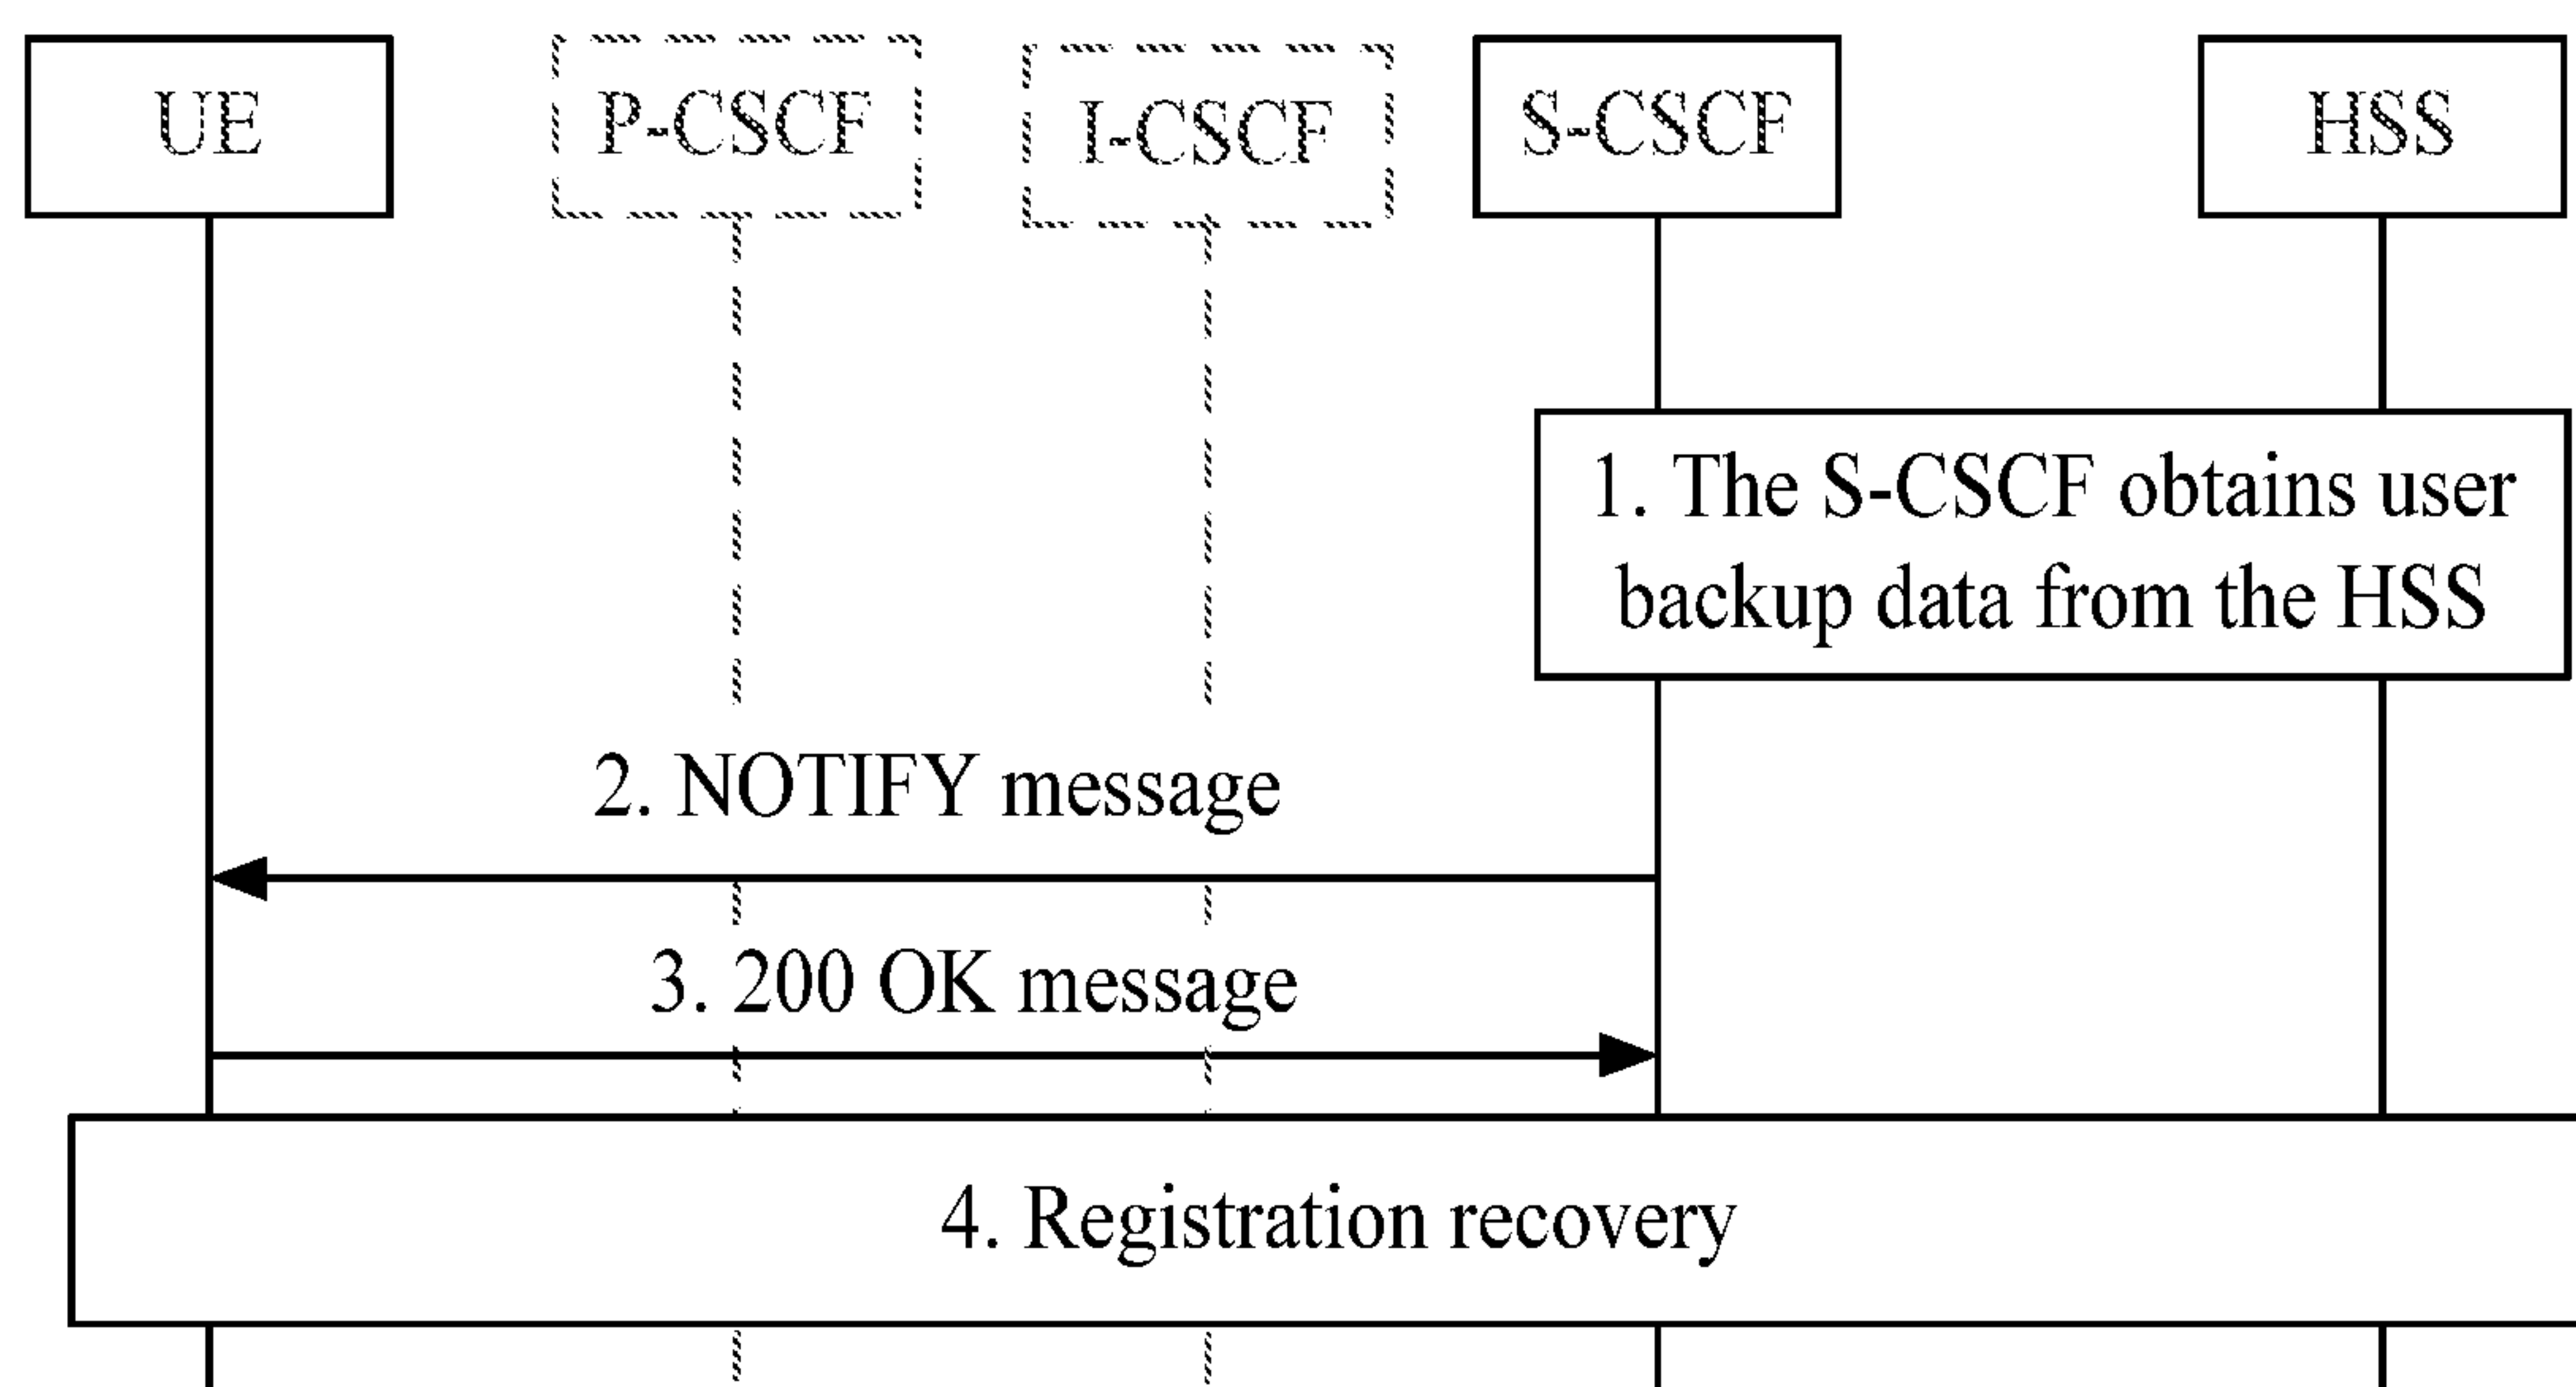 UE
P-CSCF
I-CSCF
S-CSCF
HSS
1. The S-CSCF obtains user
backup data from the HSS
2. NOTIFY message
3. 200 OK message
4. Registration recovery